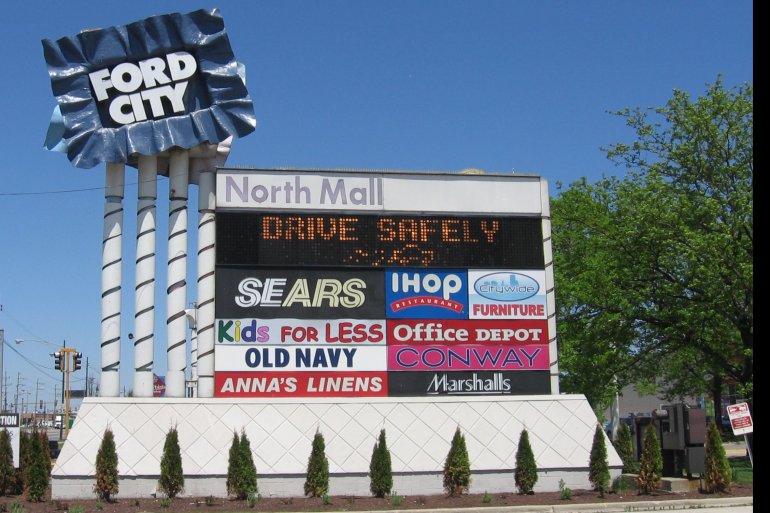 FORD
CITY
North Mall
DRIVE SAFELY
SEARS
IHOP
RESTAURANT
Citywide
FURNITURE
Kids FOR LESS
Office DEPOT
OLD NAVY
CONWAY
ANNA'S LINENS
Marshalls